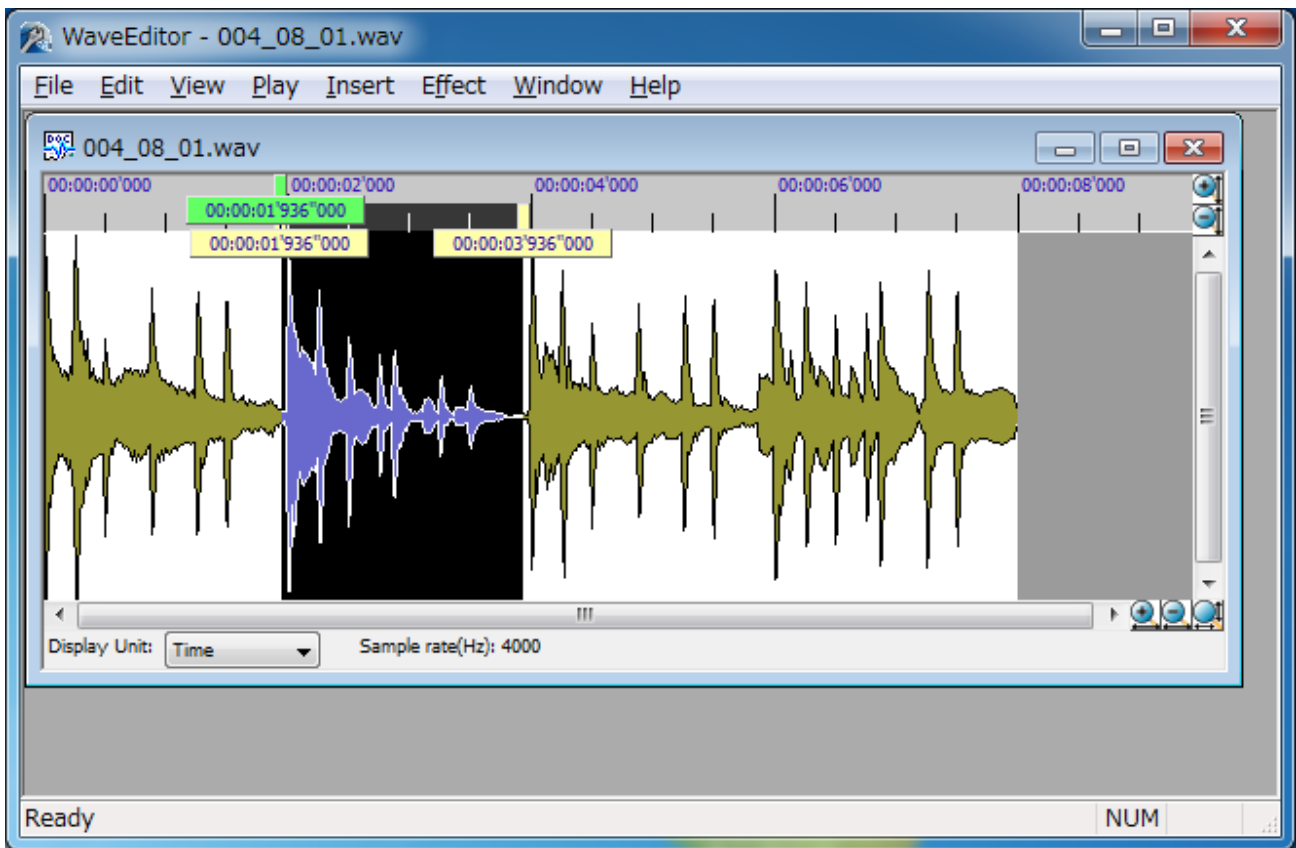 WaveEditor - 004_08_01.wav
File Edit View Play Insert Effect Window Help
004_08_01.wav
00:00:00'000 00:00:02'000 00:00:04'000 00:00:06'000 00:00:08'000
00:00:01'936"000
00:00:01'936"000 00:00:03'936"000
Display Unit: Time Sample rate(Hz): 4000
Ready NUM